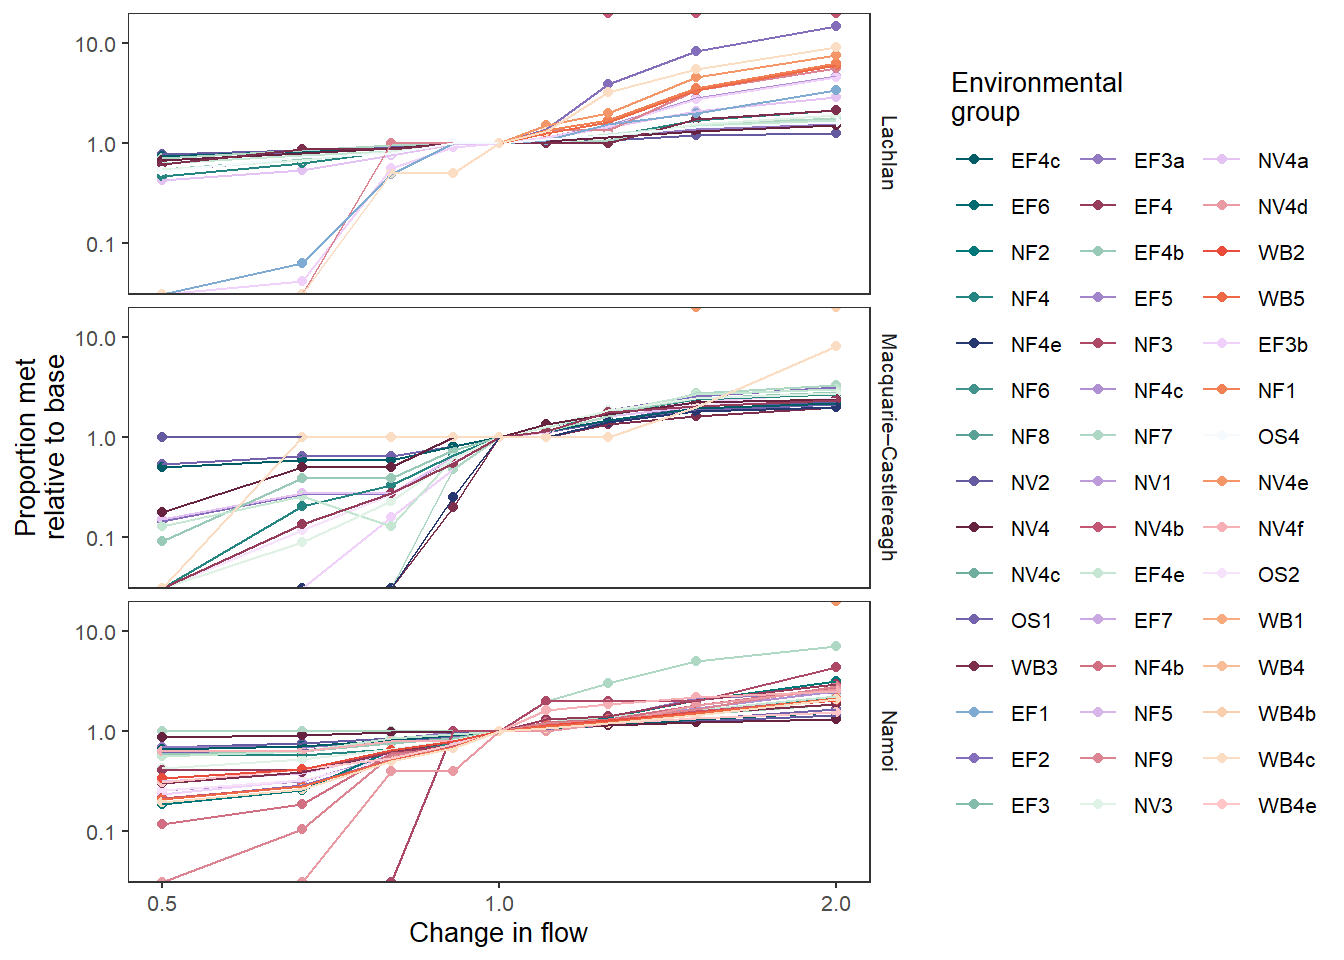 10.0
1.0
0.1
Lachlan
10.0
1.0
0.1
Macquarie−Castlereagh
10.0
1.0
0.1
Namoi
0.5
1.0
2.0
Change in flow
Proportion met
relative to base
Environmental
group
EF4c
EF6
NF2
NF4
NF4e
NF6
NF8
NV2
NV4
NV4c
OS1
WB3
EF1
EF2
EF3
EF3a
EF4
EF4b
EF5
NF3
NF4c
NF7
NV1
NV4b
EF4e
EF7
NF4b
NF5
NF9
NV3
NV4a
NV4d
WB2
WB5
EF3b
NF1
OS4
NV4e
NV4f
OS2
WB1
WB4
WB4b
WB4c
WB4e